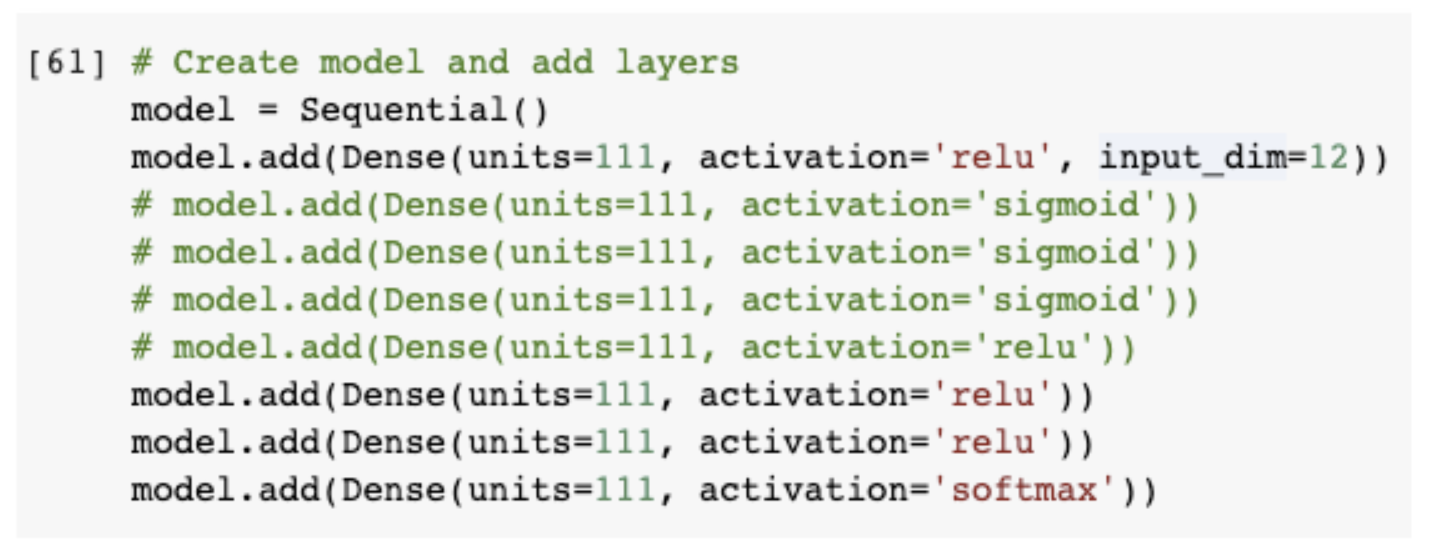 [61] # Create model and add layers
model = Sequential()
model.add(Dense(units=111, activation='relu', input_dim=12))
# model.add(Dense(units=111, activation='sigmoid'))
# model.add(Dense(units=111, activation='sigmoid'))
# model.add(Dense(units=111, activation='sigmoid'))
# model.add(Dense(units=111, activation='relu'))
model.add(Dense(units=111, activation='relu'))
model.add(Dense(units=111, activation='relu'))
model.add(Dense(units=111, activation='softmax'))